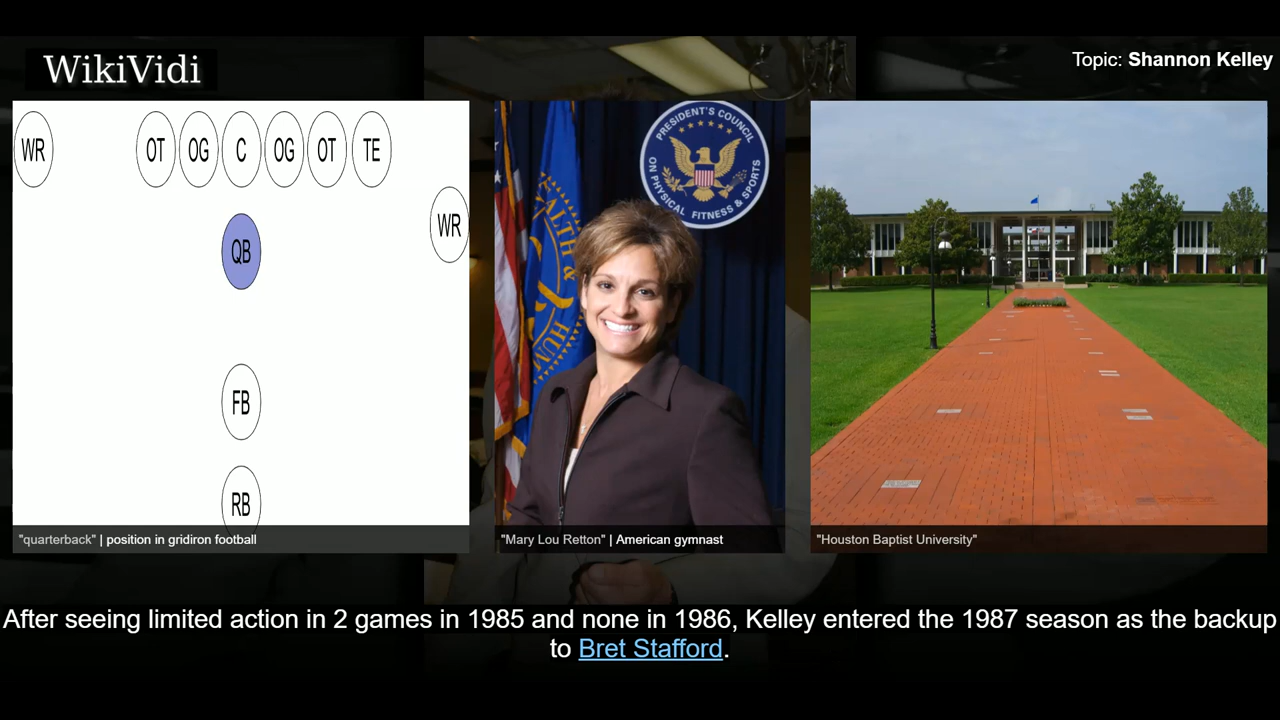 WikiVidi
Topic: Shannon Kelley
WR OT OG C OG OT TE
WR
QB
FB
RB
PRESIDENT'S COUNCIL
ON PHYSICAL FITNESS & SPORTS
HEALTH &
HUM
"quarterback" | position in gridiron football
"Mary Lou Retton" | American gymnast
"Houston Baptist University"
After seeing limited action in 2 games in 1985 and none in 1986, Kelley entered the 1987 season as the backup
to Bret Stafford.